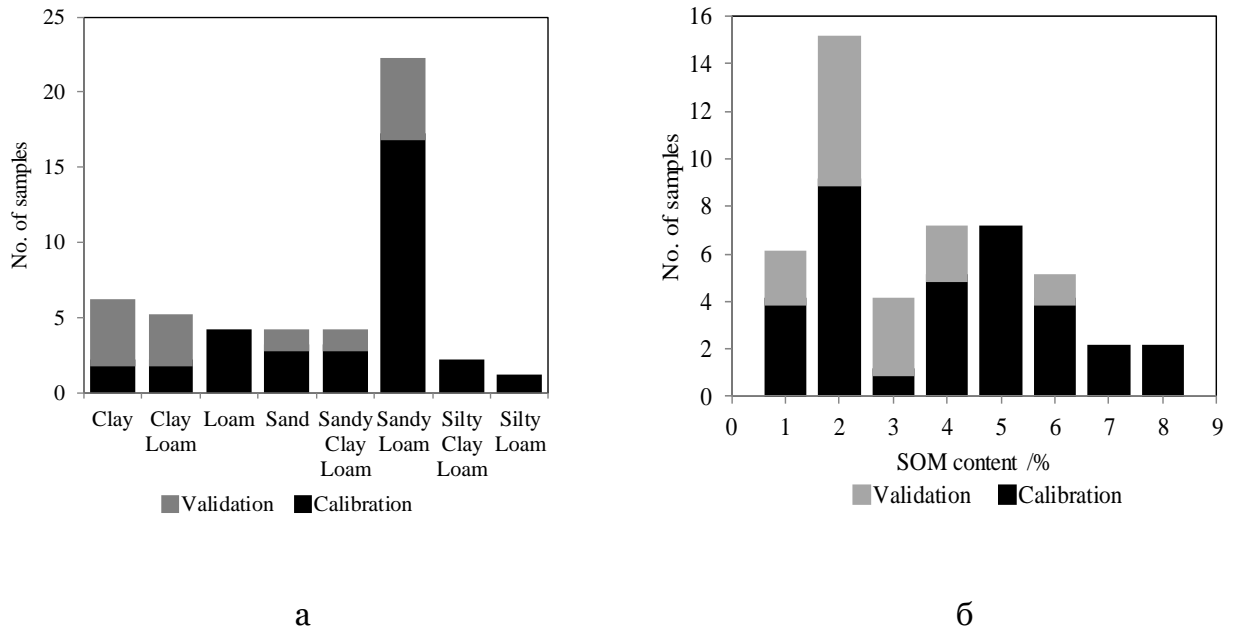 25
20
15
10
5
0
No. of samples
Clay Clay Loam Sand Sandy Sandy Silty Silty
Loam Clay Loam Clay Loam
Loam Loam
Validation Calibration
а
16
14
12
10
8
6
4
2
0
No. of samples
0 1 2 3 4 5 6 7 8 9
SOM content /%
Validation Calibration
б